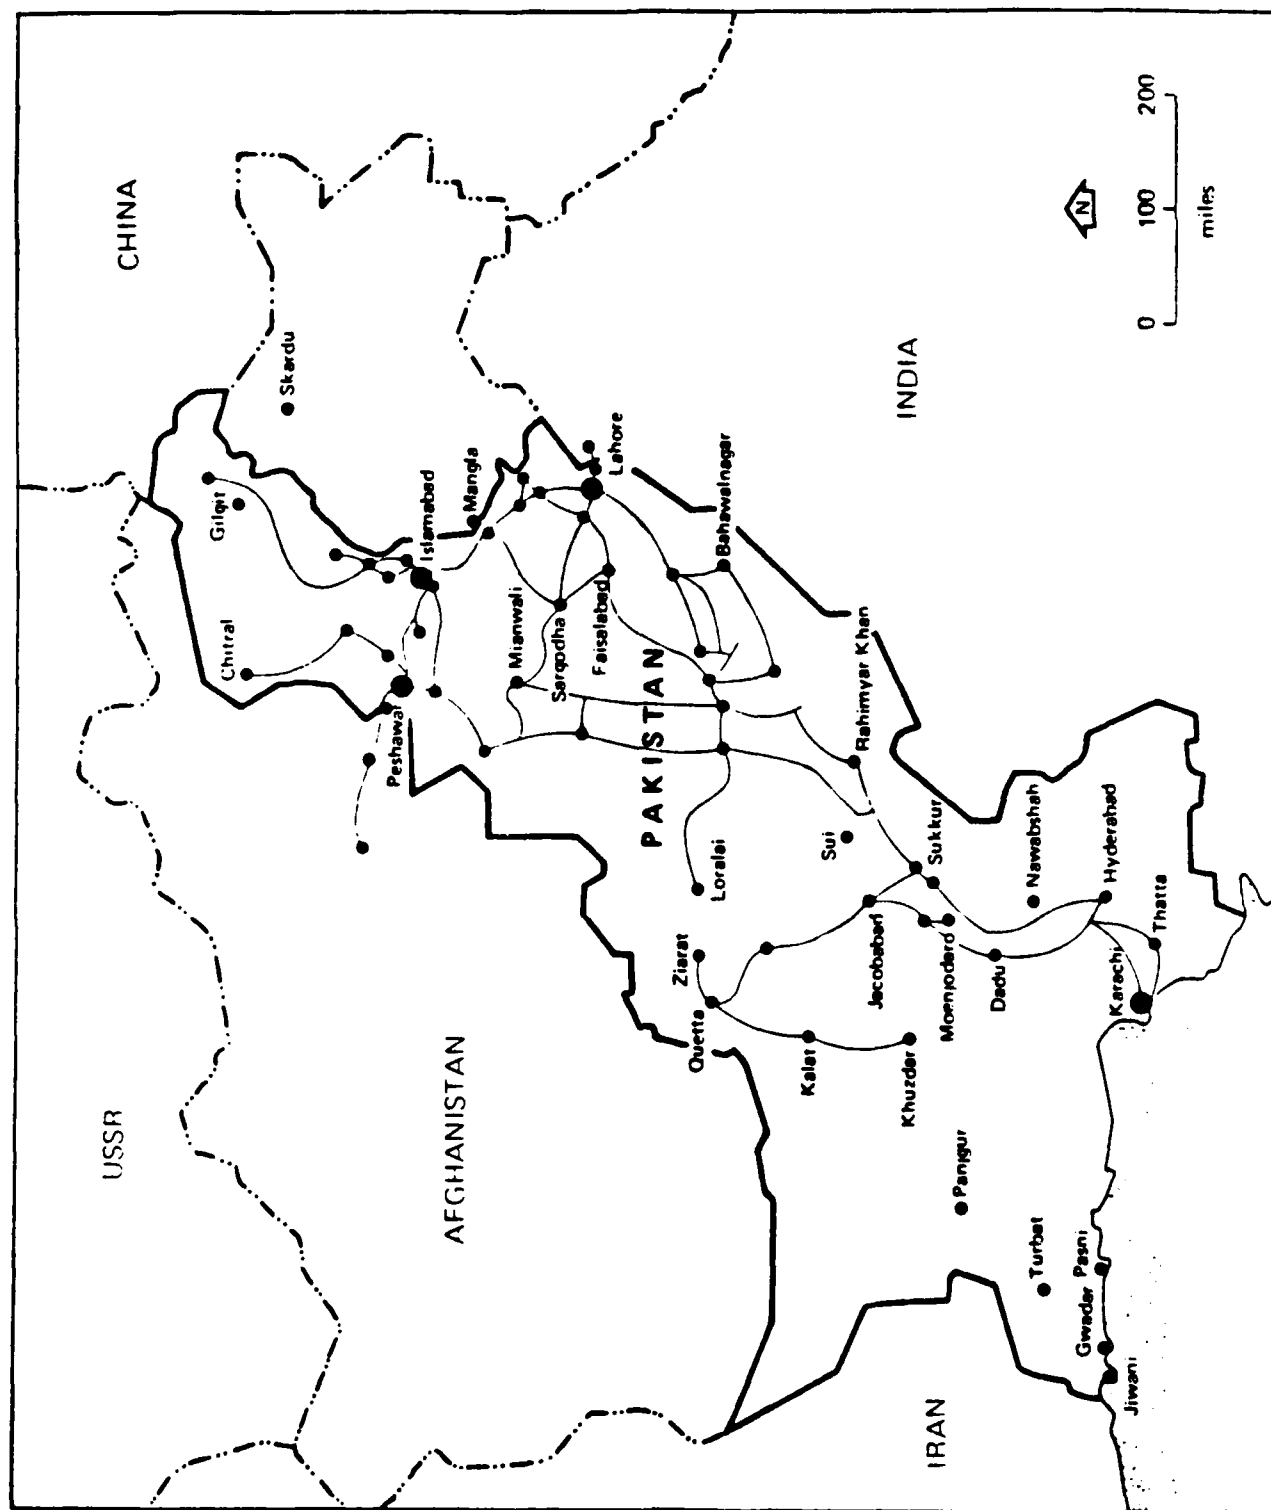 CHINA
USSR
Skardu
Gilgit
Chitral
Islamabad
Mangla
Peshawar
Lahore
Mianwali
Sargodha
Faisalabad
Bahawalnagar
AFGHANISTAN
PAKISTAN
INDIA
N
0 100 200
miles
Loralai
Ziarat
Quetta
Rahimyar Khan
Sui
Sukkur
Jacobabad
Moenjodaro
Kalat
Khuzdar
Dadu
Nawabshah
Hyderabad
Thatta
Karachi
Panjgur
Turbat
Pasni
Gwadar
Jiwani
IRAN